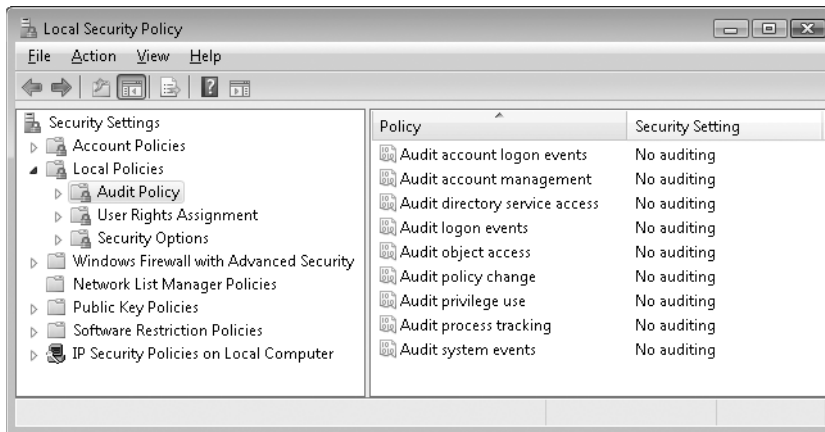 Local Security Policy
File Action View Help
Security Settings
Account Policies
Local Policies
Audit Policy
User Rights Assignment
Security Options
Windows Firewall with Advanced Security
Network List Manager Policies
Public Key Policies
Software Restriction Policies
IP Security Policies on Local Computer
Policy Security Setting
Audit account logon events No auditing
Audit account management No auditing
Audit directory service access No auditing
Audit logon events No auditing
Audit object access No auditing
Audit policy change No auditing
Audit privilege use No auditing
Audit process tracking No auditing
Audit system events No auditing